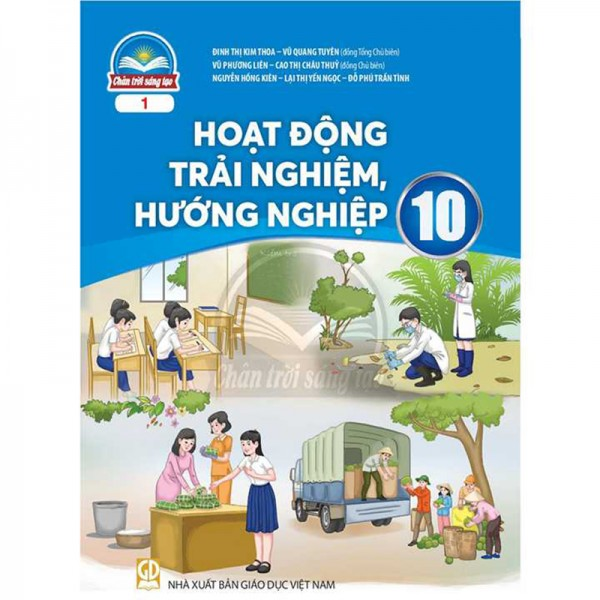 ĐINH THỊ KIM THOA – VŨ QUANG TUYÊN (đồng Tổng Chủ biên)
VŨ PHƯƠNG LIÊN – CAO THỊ CHÂU THUỶ (đồng Chủ biên)
NGUYỄN HỒNG KIÊN – LẠI THỊ YẾN NGỌC – ĐỖ PHÚ TRẦN TÌNH
Chân trời sáng tạo
1
HOẠT ĐỘNG
TRẢI NGHIỆM,
HƯỚNG NGHIỆP
10
Chân trời sáng tạo
GD
NHÀ XUẤT BẢN GIÁO DỤC VIỆT NAM